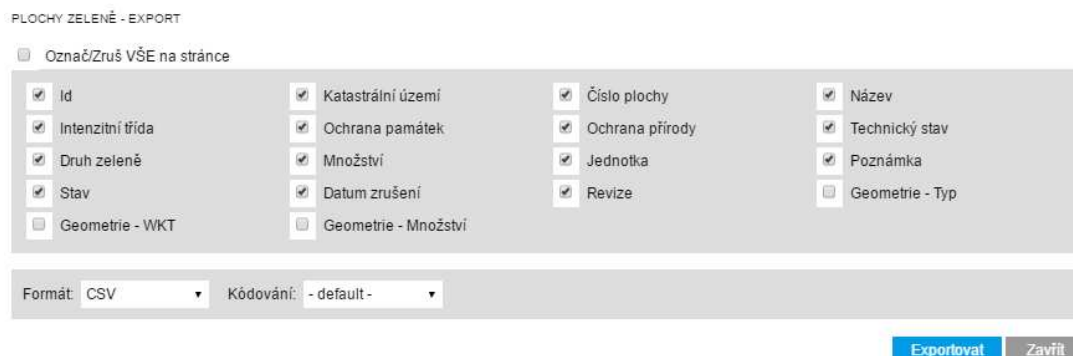 PLOCHY ZELENĚ - EXPORT
Označ/Zruš VŠE na stránce
Id Katastrální území Číslo plochy Název
Intenzitní třída Ochrana památek Ochrana přírody Technický stav
Druh zeleně Množství Jednotka Poznámka
Stav Datum zrušení Revize Geometrie - Typ
Geometrie - WKT Geometrie - Množství
Formát: CSV Kódování: - default -
Exportovat Zavřít